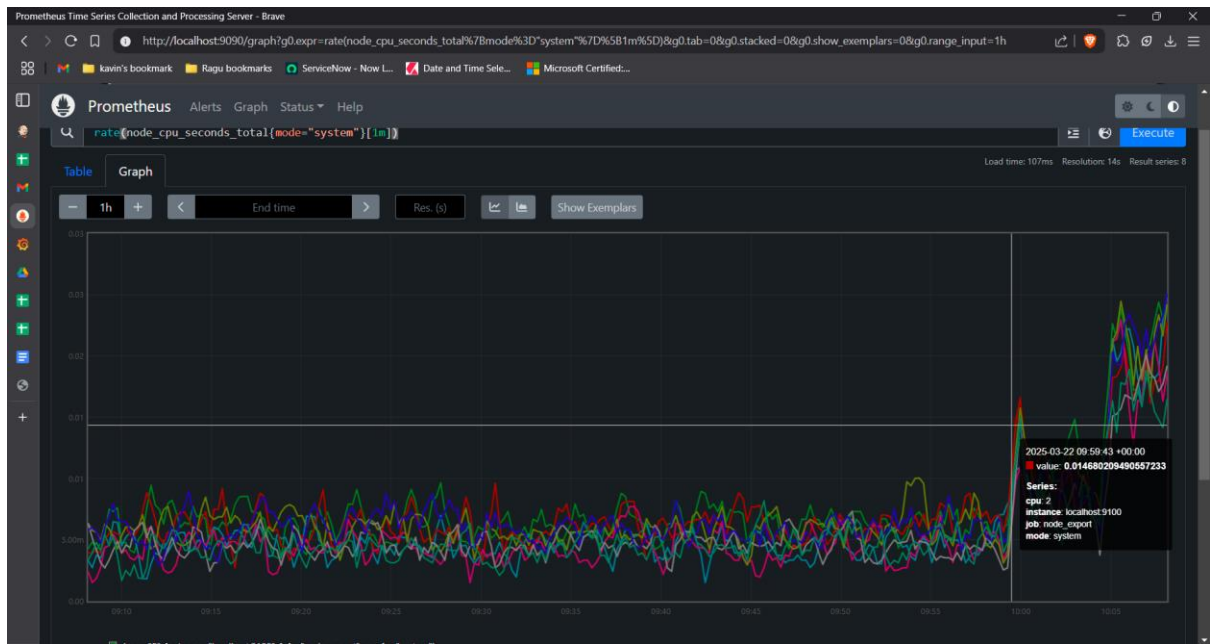 Prometheus Time Series Collection and Processing Server - Brave
http://localhost:9090/graph?g0.expr=rate(node_cpu_seconds_total%7Bmode%3D"system"%7D%5B1m%5D)&g0.tab=0&g0.stacked=0&g0.show_exemplars=0&g0.range_input=1h
kavin's bookmark Ragu bookmarks ServiceNow - Now L... Date and Time Sele... Microsoft Certified:...
Prometheus Alerts Graph Status Help
rate(node_cpu_seconds_total{mode="system"}[1m]) Execute
Load time: 107ms Resolution: 14s Result series: 8
Table Graph
− 1h + End time Res. (s) Show Exemplars
0.03
0.03
0.02
0.01
2025-03-22 09:59:43 +00:00
value: 0.014680209490557233
0.01
Series:
cpu: 2
instance: localhost:9100
job: node_export
mode: system
5.00m
0.00
09:10 09:15 09:20 09:25 09:30 09:35 09:40 09:45 09:50 09:55 10:00 10:05